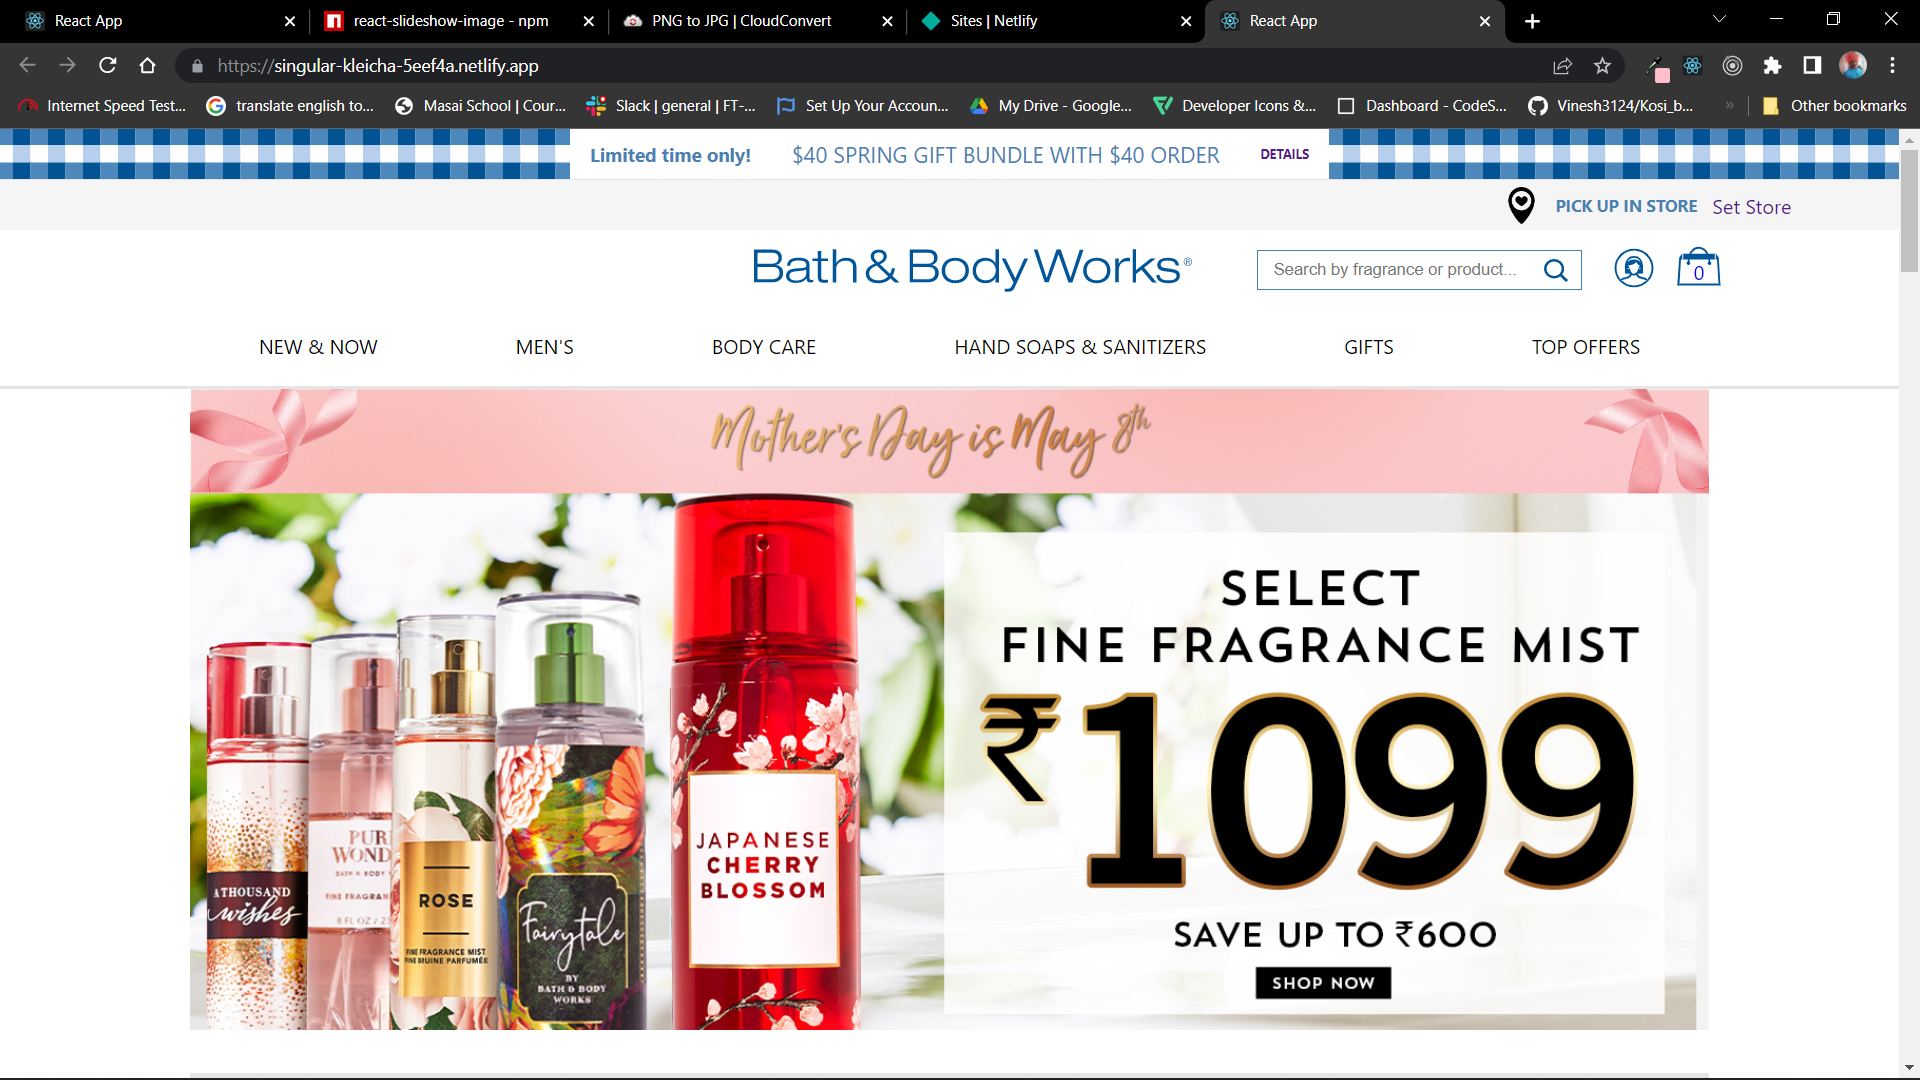 React App
react-slideshow-image - npm
PNG to JPG | CloudConvert
Sites | Netlify
React App
https://singular-kleicha-5eef4a.netlify.app
Internet Speed Test...
translate english to...
Masai School | Cour...
Slack | general | FT-...
Set Up Your Accoun...
My Drive - Google...
Developer Icons &...
Dashboard - CodeS...
Vinesh3124/Kosi_b...
»
Other bookmarks
Limited time only!
$40 SPRING GIFT BUNDLE WITH $40 ORDER
DETAILS
PICK UP IN STORE
Set Store
Bath & Body Works®
Search by fragrance or product...
0
NEW & NOW
MEN'S
BODY CARE
HAND SOAPS & SANITIZERS
GIFTS
TOP OFFERS
Mother's Day is May 8th
SELECT
FINE FRAGRANCE MIST
₹1099
SAVE UP TO ₹600
SHOP NOW
A THOUSAND
wishes
PUR
WOND
BATH & BODY
FINE FRAGRAN
8 FL OZ / 23
ROSE
FINE FRAGRANCE MIST
FINE BRUINE PARFUMÉE
Fairytale
BY
BATH & BODY
WORKS
JAPANESE
CHERRY
BLOSSOM